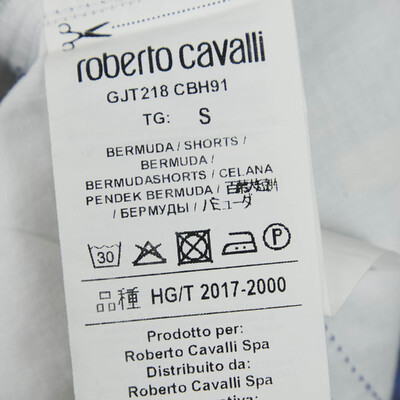 roberto cavalli
GJT218 CBH91
TG: S
BERMUDA / SHORTS /
BERMUDA /
BERMUDASHORTS / CELANA
PENDEK BERMUDA /
/ БЕРМУДЫ / バミューダ
30
P
品種 HG/T 2017-2000
Prodotto per:
Roberto Cavalli Spa
Distribuito da:
Roberto Cavalli Spa